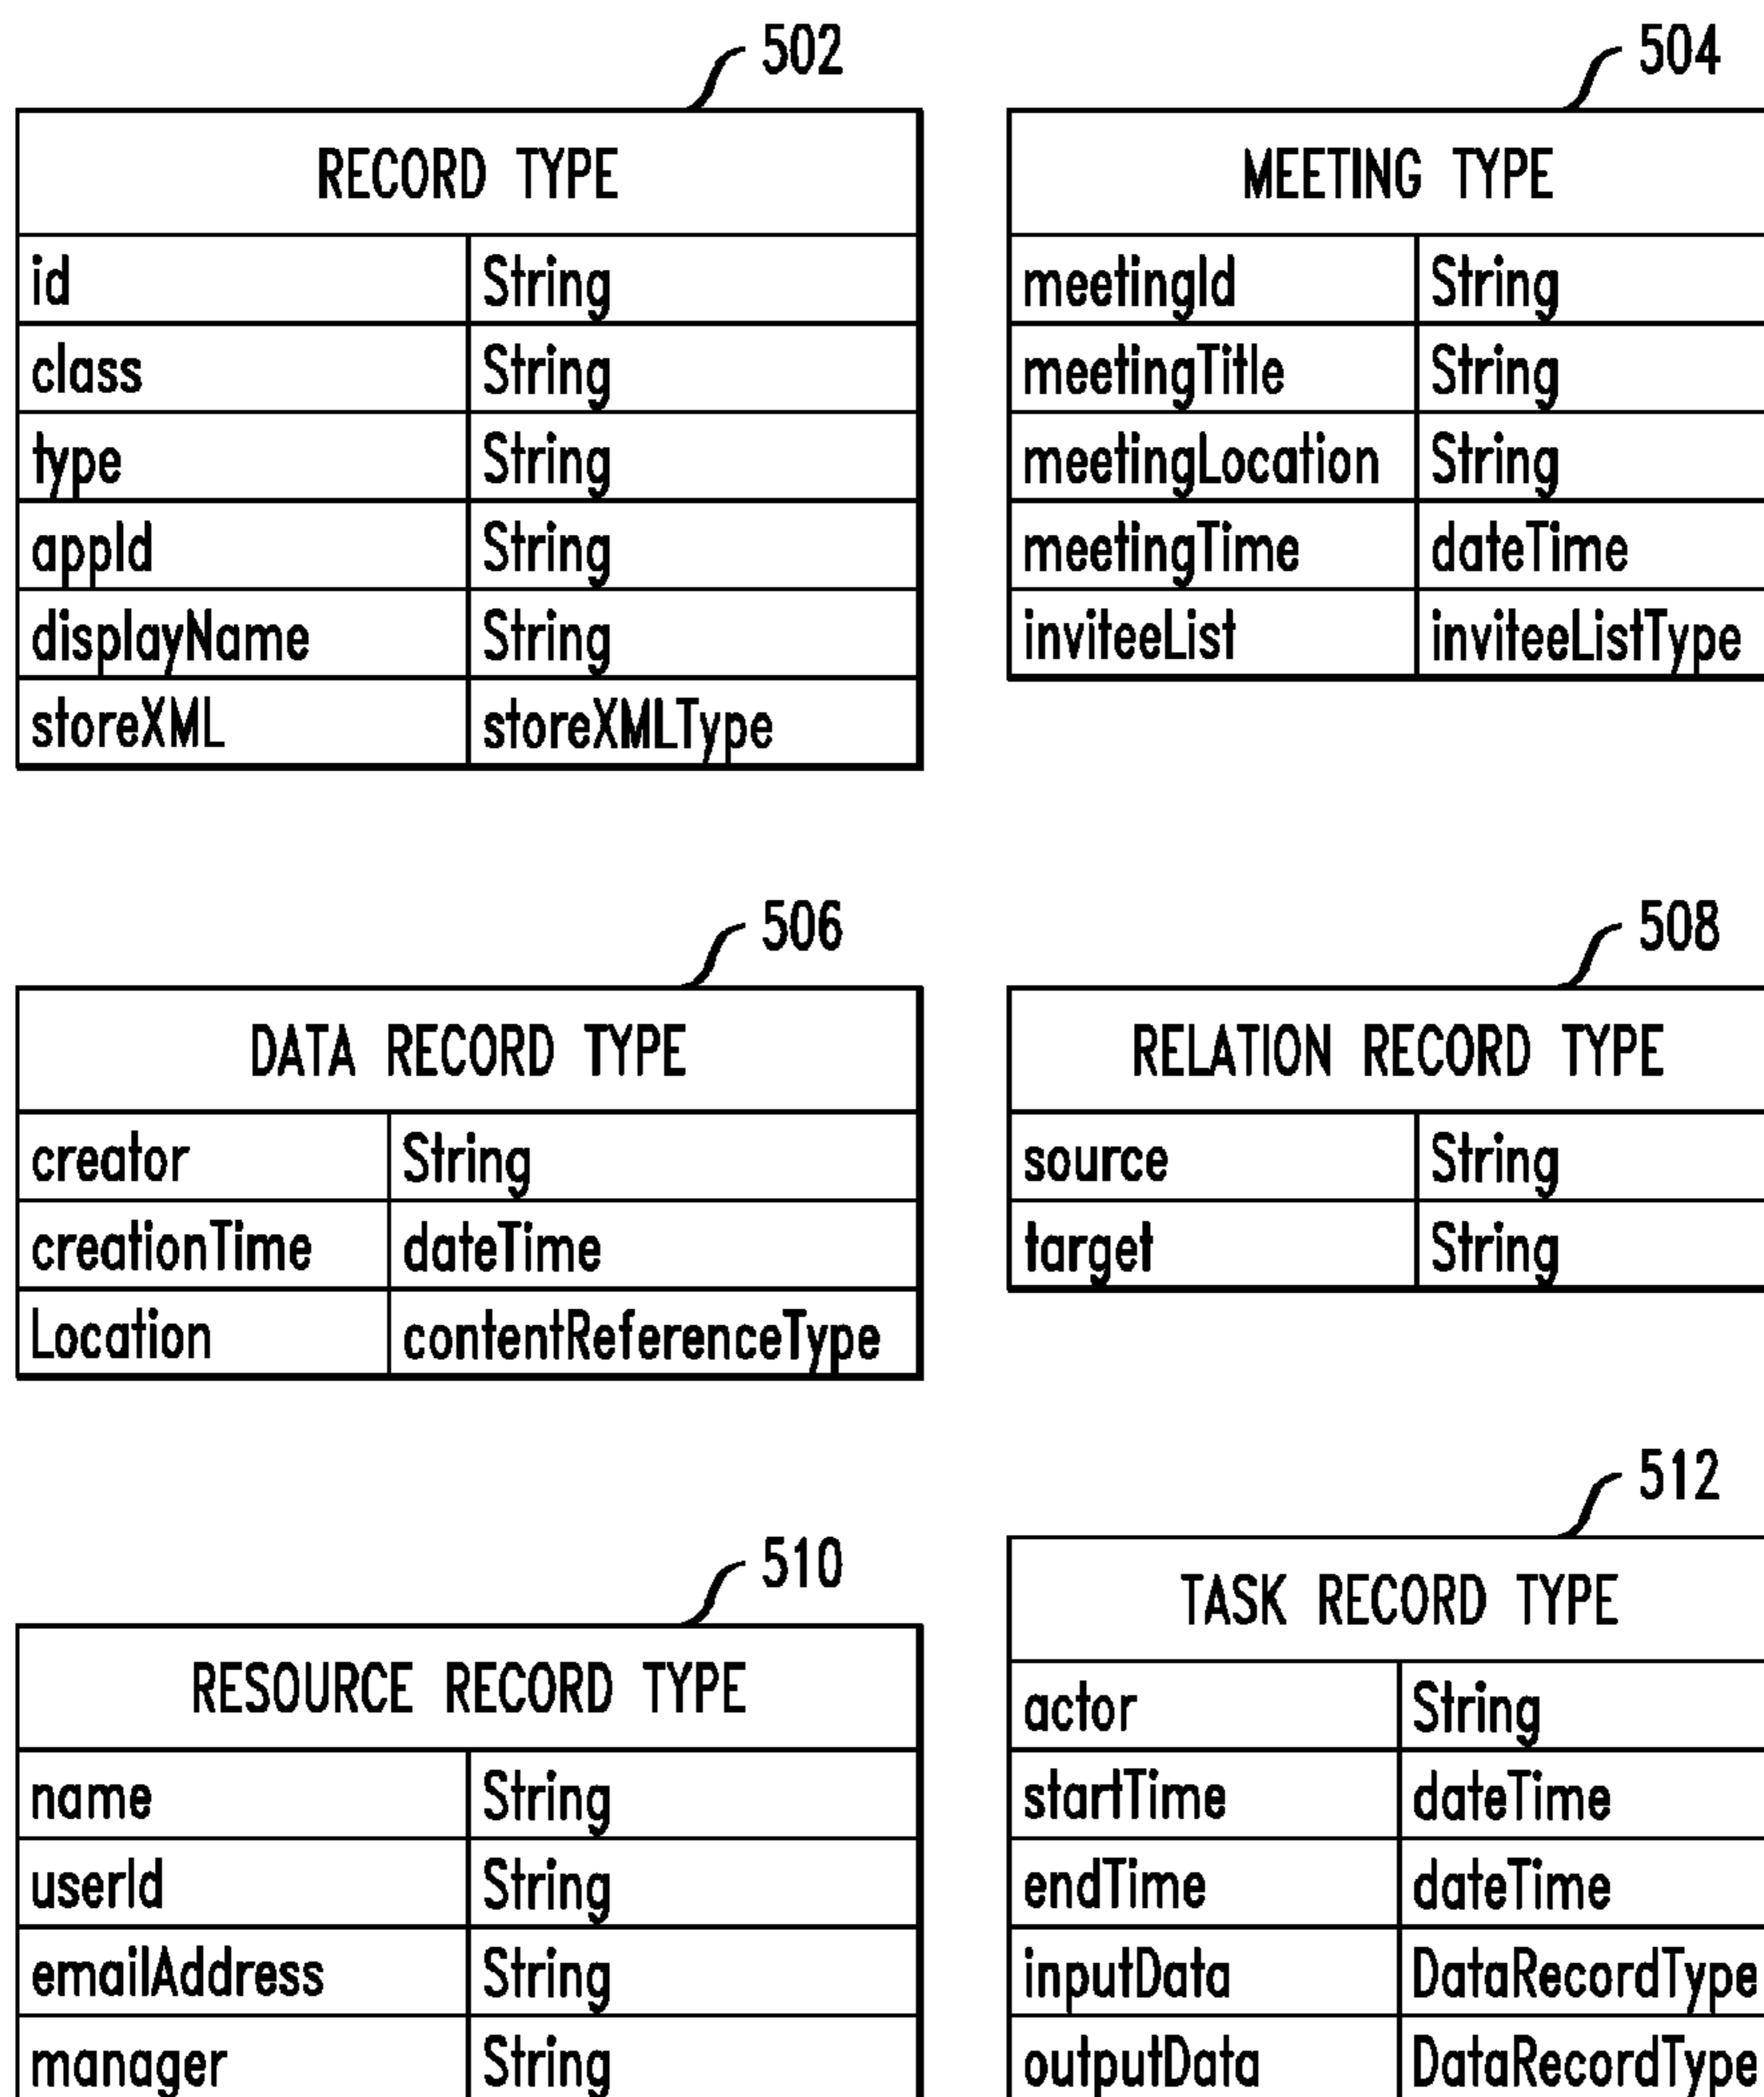 502
RECORD TYPE
id String
class String
type String
appId String
displayName String
storeXML storeXMLType
504
MEETING TYPE
meetingId String
meetingTitle String
meetingLocation String
meetingTime dateTime
inviteeList inviteeListType
506
DATA RECORD TYPE
creator String
creationTime dateTime
Location contentReferenceType
508
RELATION RECORD TYPE
source String
target String
510
RESOURCE RECORD TYPE
name String
userId String
emailAddress String
manager String
512
TASK RECORD TYPE
actor String
startTime dateTime
endTime dateTime
inputData DataRecordType
outputData DataRecordType